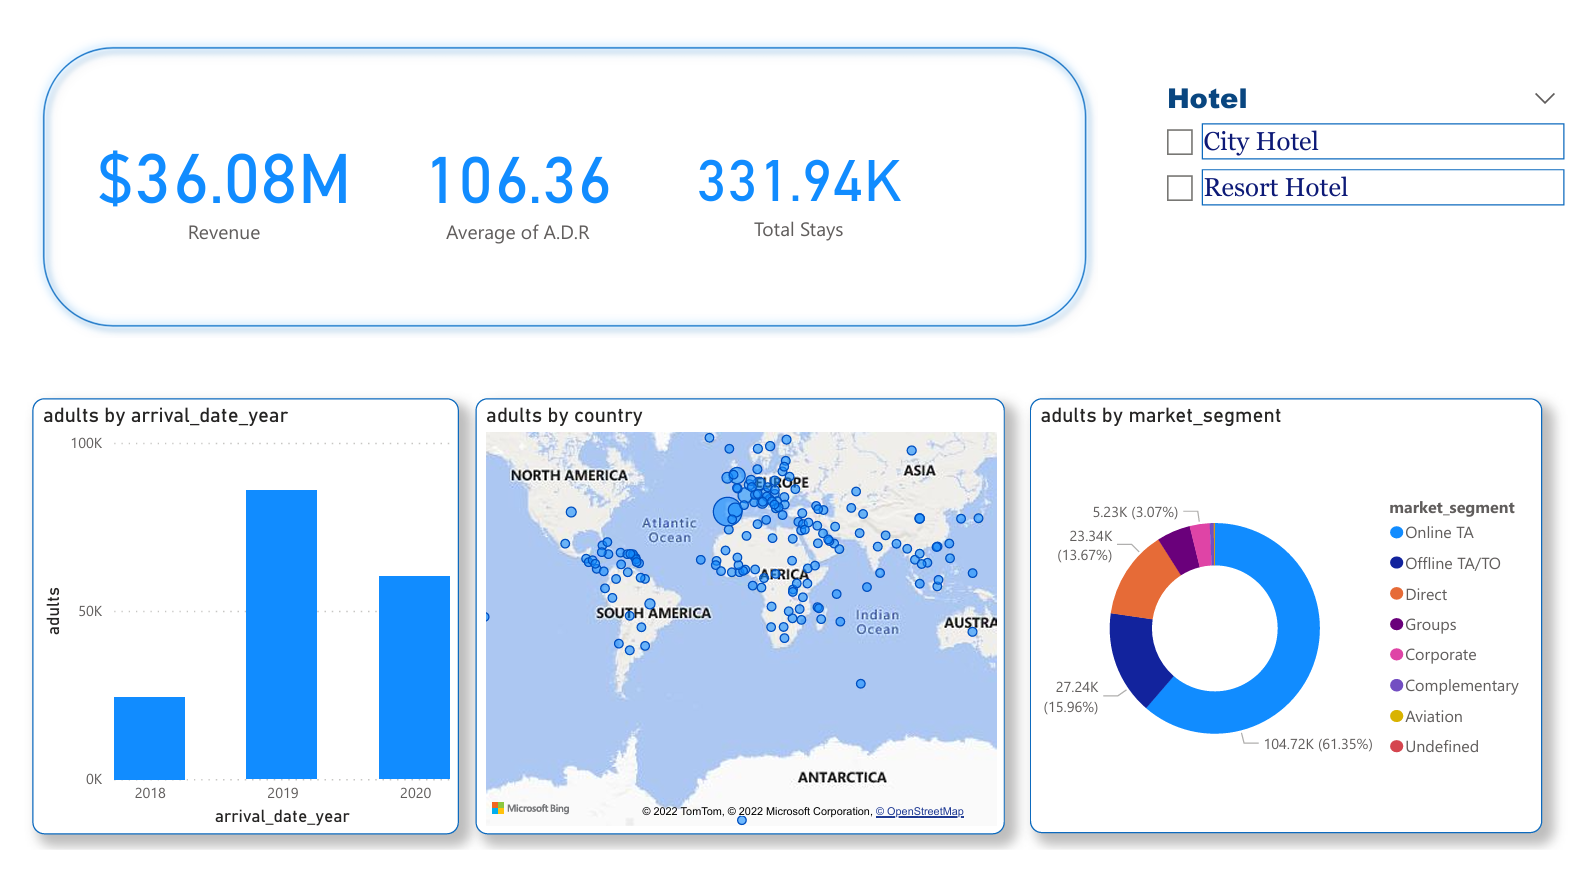 $36.08M
Revenue
106.36
Average of A.D.R
331.94K
Total Stays
Hotel
City Hotel
Resort Hotel
adults by arrival_date_year
100K
50K
0K
adults
2018
2019
2020
arrival_date_year
adults by country
NORTH AMERICA
EUROPE
ASIA
Atlantic
Ocean
AFRICA
SOUTH AMERICA
Indian
Ocean
AUSTRA
ANTARCTICA
Microsoft Bing
© 2022 TomTom, © 2022 Microsoft Corporation, © OpenStreetMap
adults by market_segment
5.23K (3.07%)
23.34K
(13.67%)
27.24K
(15.96%)
104.72K (61.35%)
market_segment
Online TA
Offline TA/TO
Direct
Groups
Corporate
Complementary
Aviation
Undefined